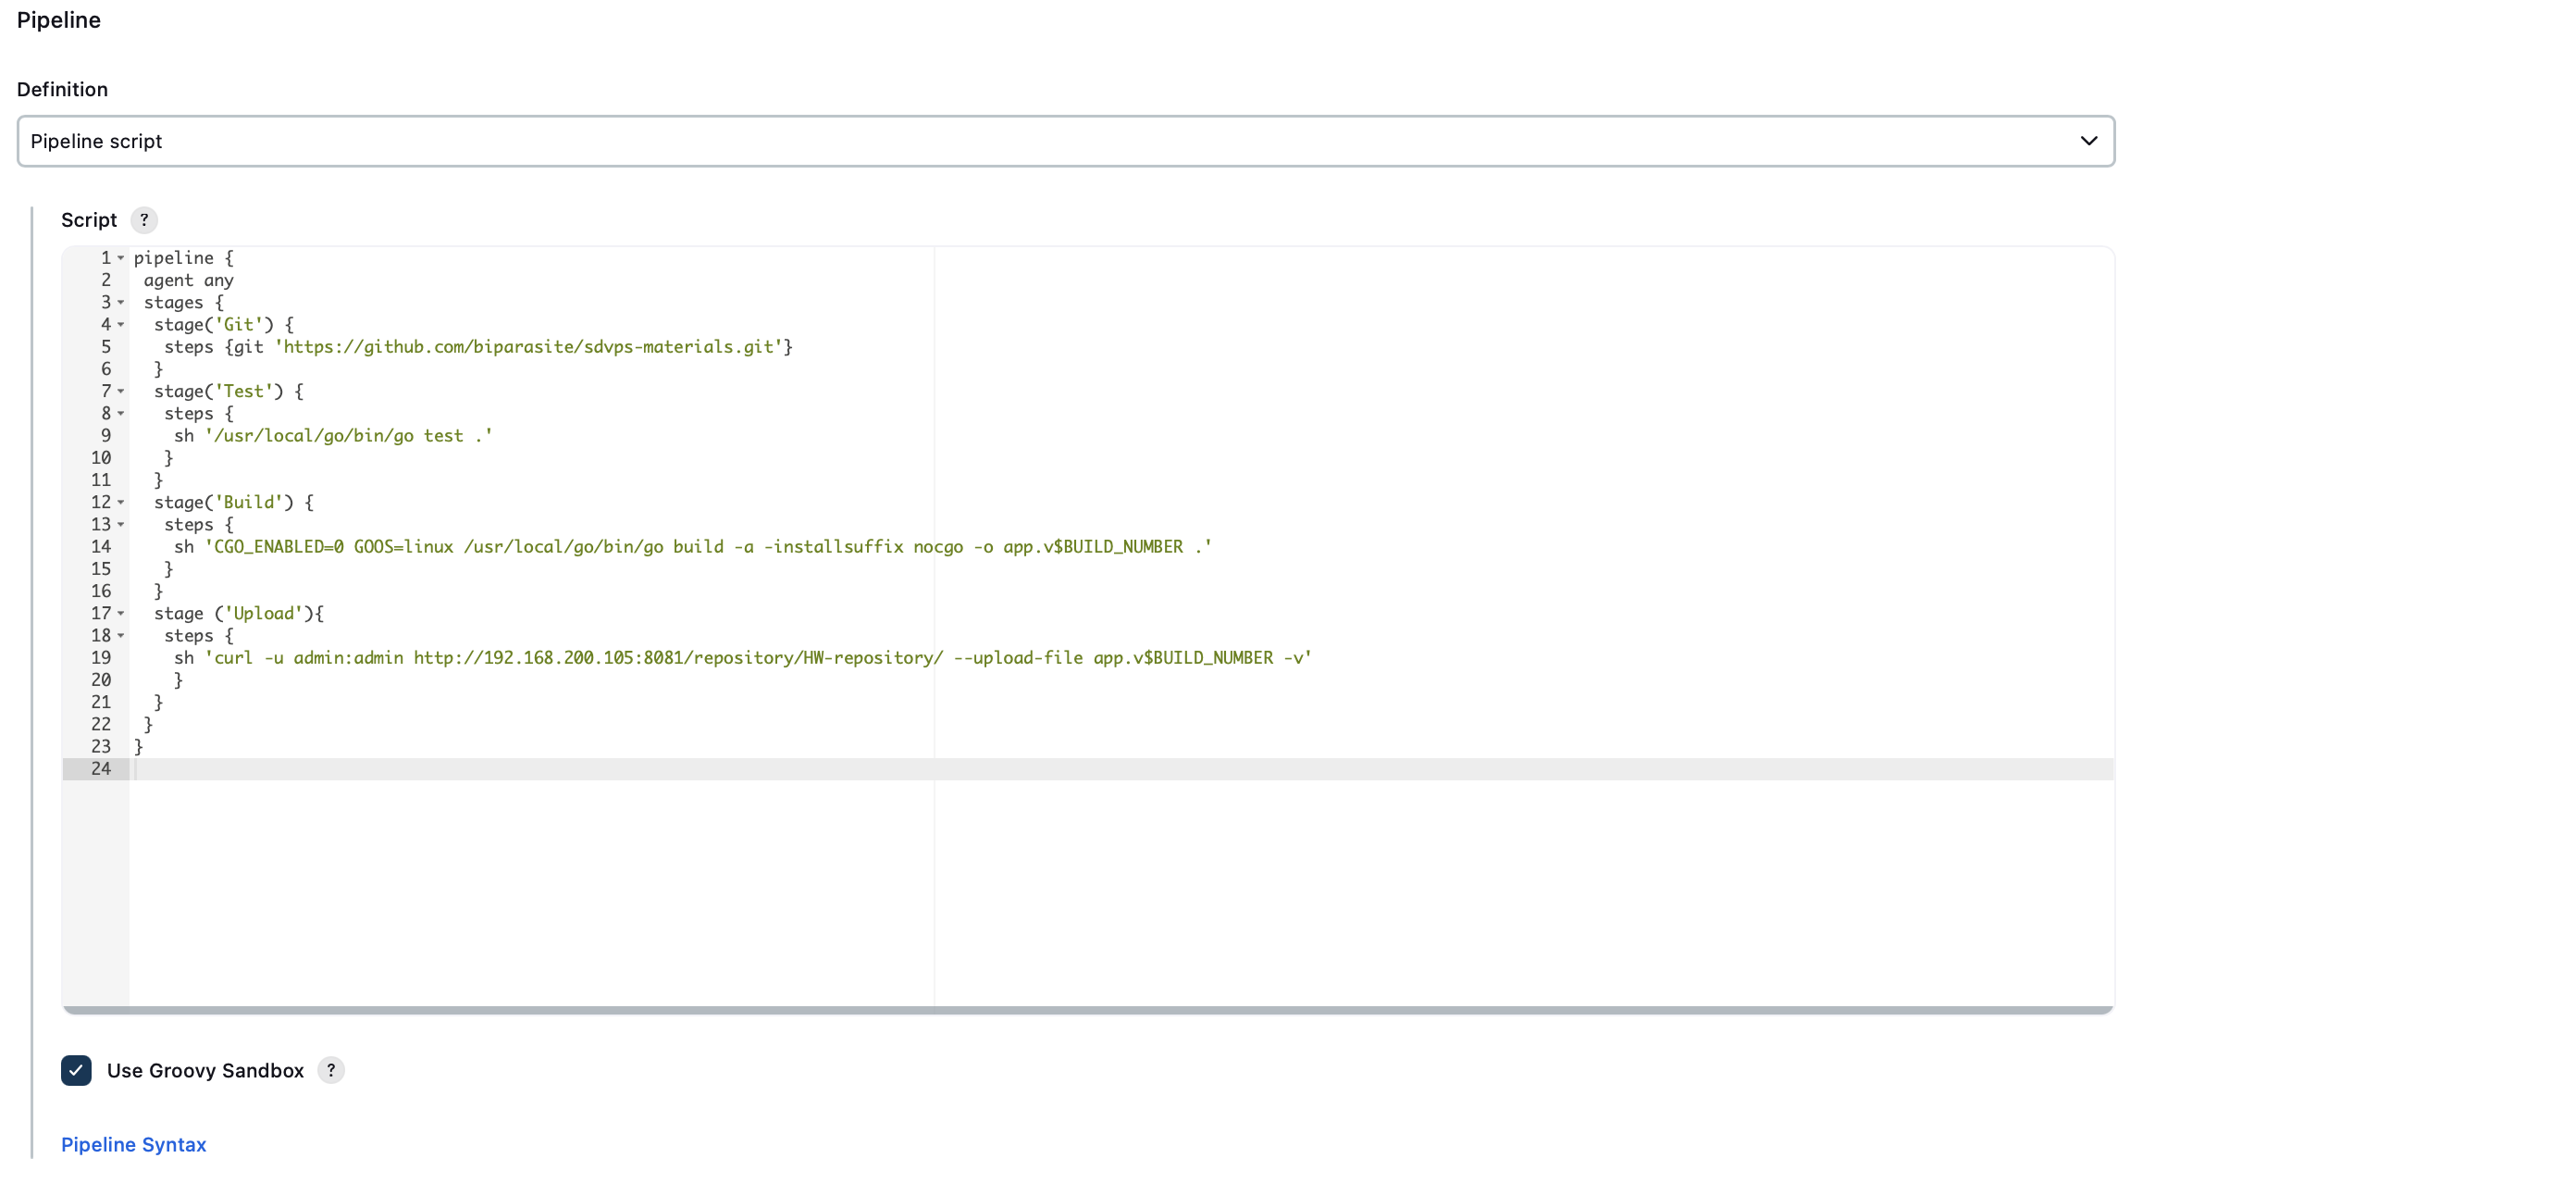 Pipeline
Definition
Pipeline script
Script ?
1 pipeline {
2  agent any
3  stages {
4   stage('Git') {
5    steps {git 'https://github.com/biparasite/sdvps-materials.git'}
6   }
7   stage('Test') {
8    steps {
9     sh '/usr/local/go/bin/go test .'
10    }
11   }
12   stage('Build') {
13    steps {
14     sh 'CGO_ENABLED=0 GOOS=linux /usr/local/go/bin/go build -a -installsuffix nocgo -o app.v$BUILD_NUMBER .'
15    }
16   }
17   stage ('Upload'){
18    steps {
19     sh 'curl -u admin:admin http://192.168.200.105:8081/repository/HW-repository/ --upload-file app.v$BUILD_NUMBER -v'
20     }
21   }
22  }
23 }
24
Use Groovy Sandbox ?
Pipeline Syntax